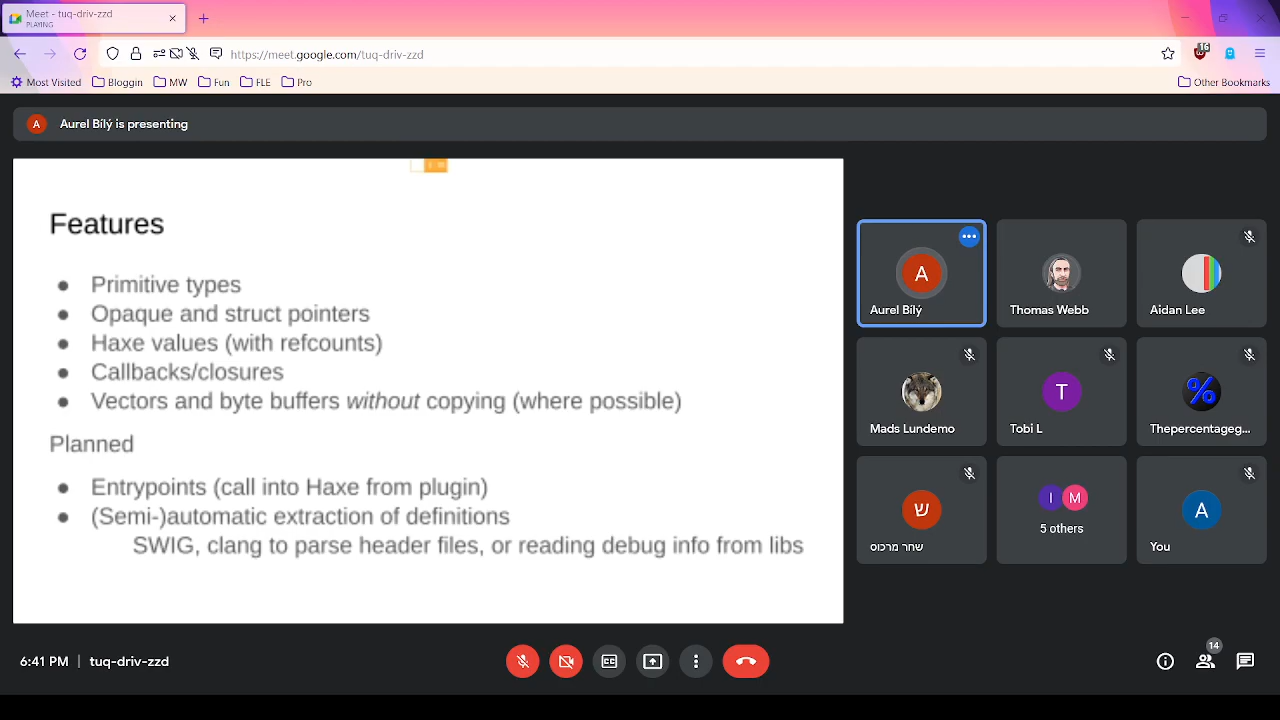 Meet - tuq-driv-zzd
PLAYING
https://meet.google.com/tuq-driv-zzd
16
Most Visited Bloggin MW Fun FLE Pro Other Bookmarks
A Aurel Bílý is presenting
Features
● Primitive types
● Opaque and struct pointers
● Haxe values (with refcounts)
● Callbacks/closures
● Vectors and byte buffers without copying (where possible)
Planned
● Entrypoints (call into Haxe from plugin)
● (Semi-)automatic extraction of definitions
SWIG, clang to parse header files, or reading debug info from libs
A
Aurel Bílý
Thomas Webb
Aidan Lee
Mads Lundemo
T
Tobi L
%
Thepercentageg...
ש
שחר מרכוס
I M
5 others
A
You
6:41 PM | tuq-driv-zzd
CC
14